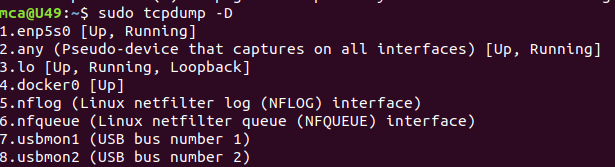 mca@U49:~$ sudo tcpdump -D
1.enp5s0 [Up, Running]
2.any (Pseudo-device that captures on all interfaces) [Up, Running]
3.lo [Up, Running, Loopback]
4.docker0 [Up]
5.nflog (Linux netfilter log (NFLOG) interface)
6.nfqueue (Linux netfilter queue (NFQUEUE) interface)
7.usbmon1 (USB bus number 1)
8.usbmon2 (USB bus number 2)